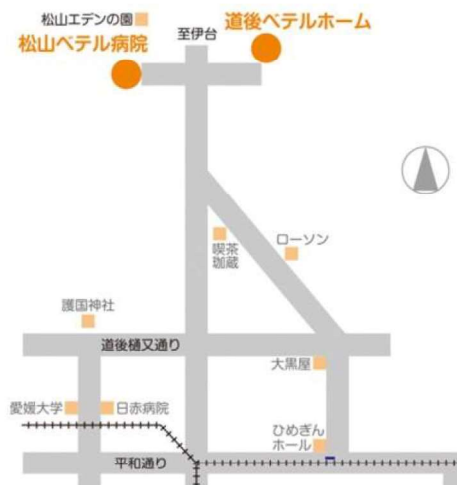 松山エデンの園
松山ベテル病院
至伊台
道後ベテルホーム
喫茶
珈蔵
ローソン
護国神社
道後樋又通り
大黒屋
愛媛大学
日赤病院
ひめぎん
ホール
平和通り